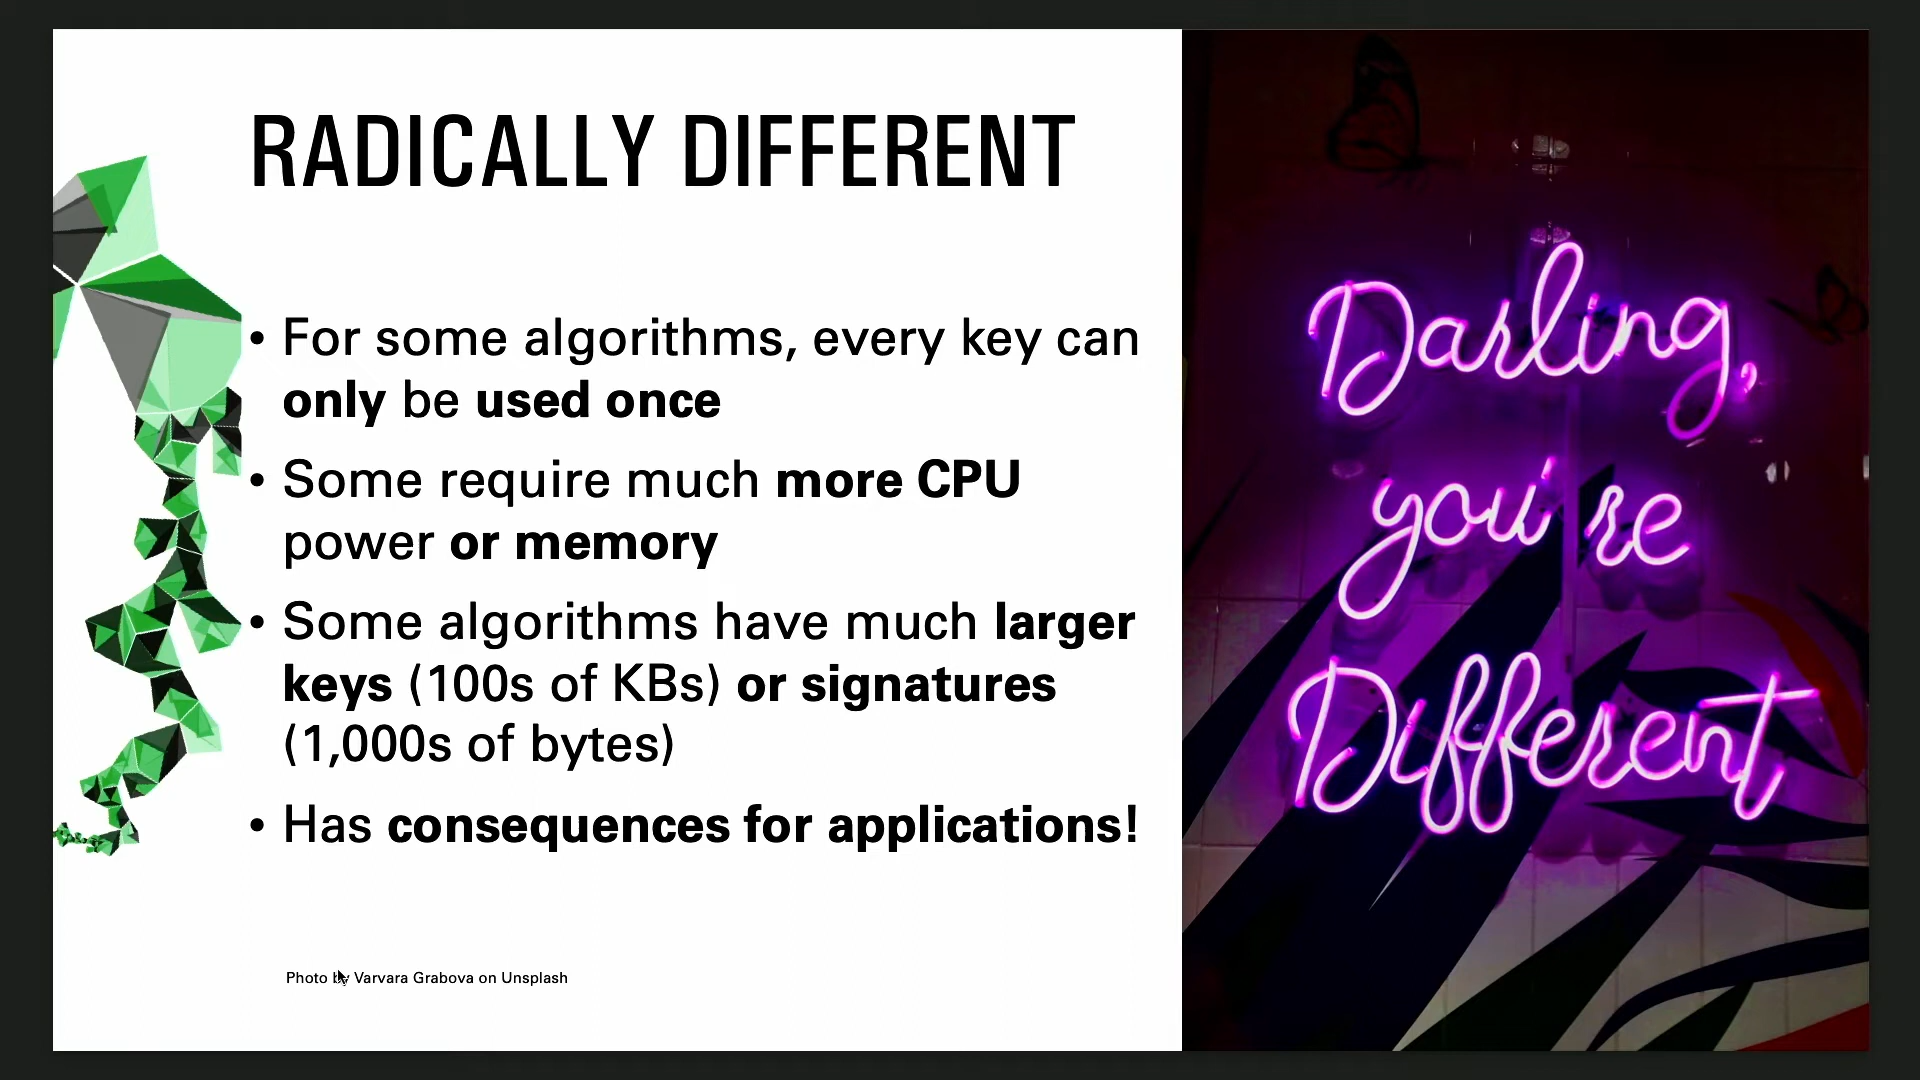 RADICALLY DIFFERENT
• For some algorithms, every key can
only be used once
• Some require much more CPU
power or memory
• Some algorithms have much larger
keys (100s of KBs) or signatures
(1,000s of bytes)
• Has consequences for applications!
Photo by Varvara Grabova on Unsplash
Darling,
you're
Different